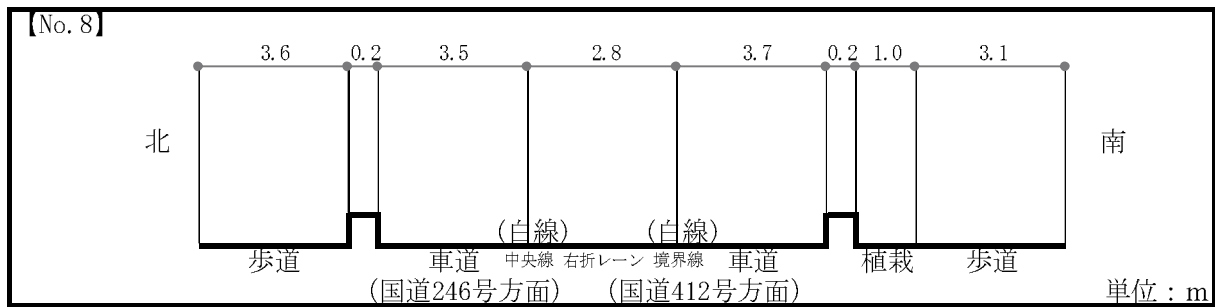 【No.8】
3.6 0.2 3.5 2.8 3.7 0.2 1.0 3.1
北 南
(白線) (白線)
歩道 車道 中央線 右折レーン 境界線 車道 植栽 歩道
(国道246号方面) (国道412号方面) 単位：m